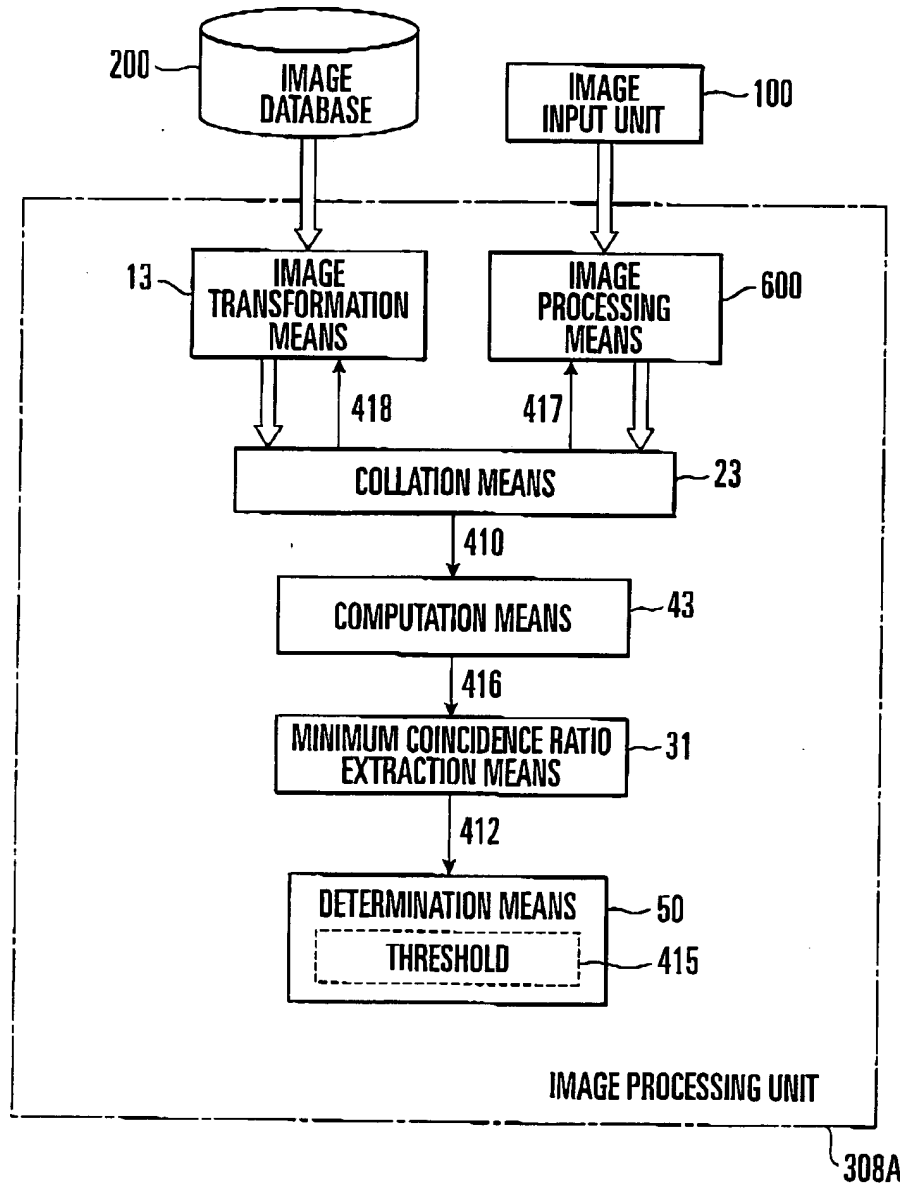 200
IMAGE
DATABASE
IMAGE
INPUT UNIT
100
13
IMAGE
TRANSFORMATION
MEANS
IMAGE
PROCESSING
MEANS
600
418
417
COLLATION MEANS
23
410
COMPUTATION MEANS
43
416
MINIMUM COINCIDENCE RATIO
EXTRACTION MEANS
31
412
DETERMINATION MEANS
50
THRESHOLD
415
IMAGE PROCESSING UNIT
308A